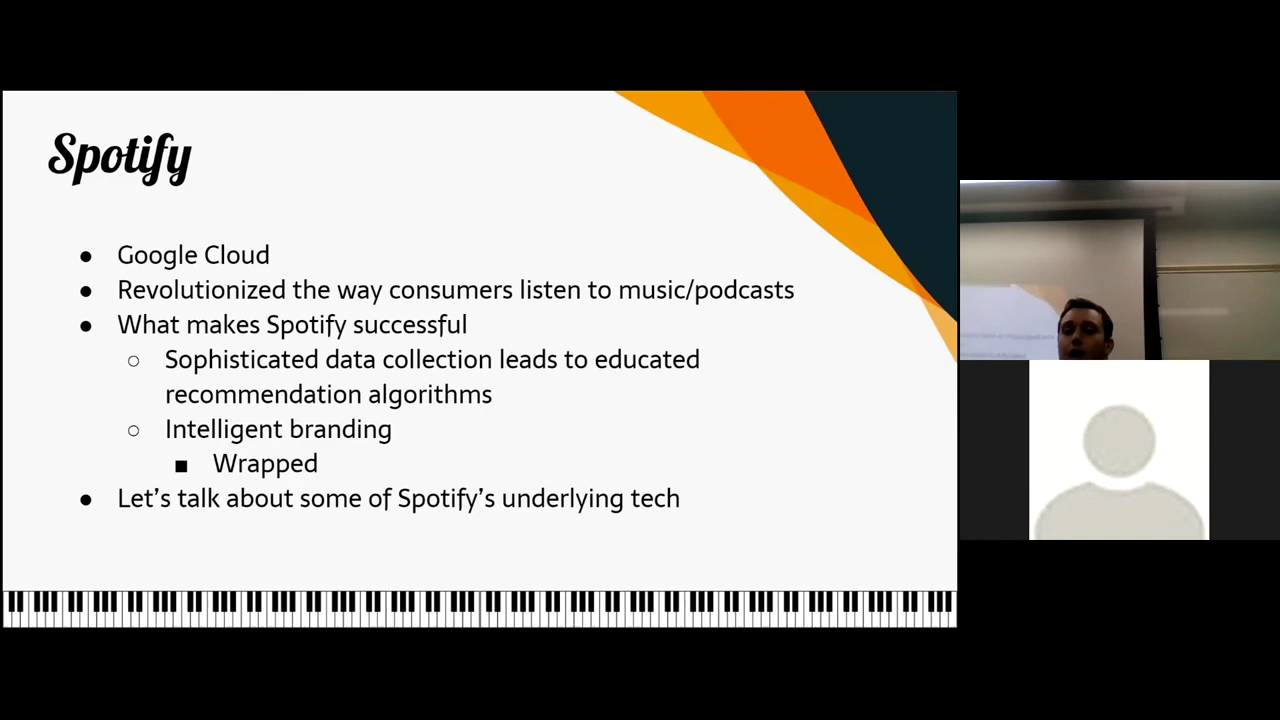 Spotify
● Google Cloud
● Revolutionized the way consumers listen to music/podcasts
● What makes Spotify successful
○ Sophisticated data collection leads to educated
recommendation algorithms
○ Intelligent branding
■ Wrapped
● Let’s talk about some of Spotify’s underlying tech